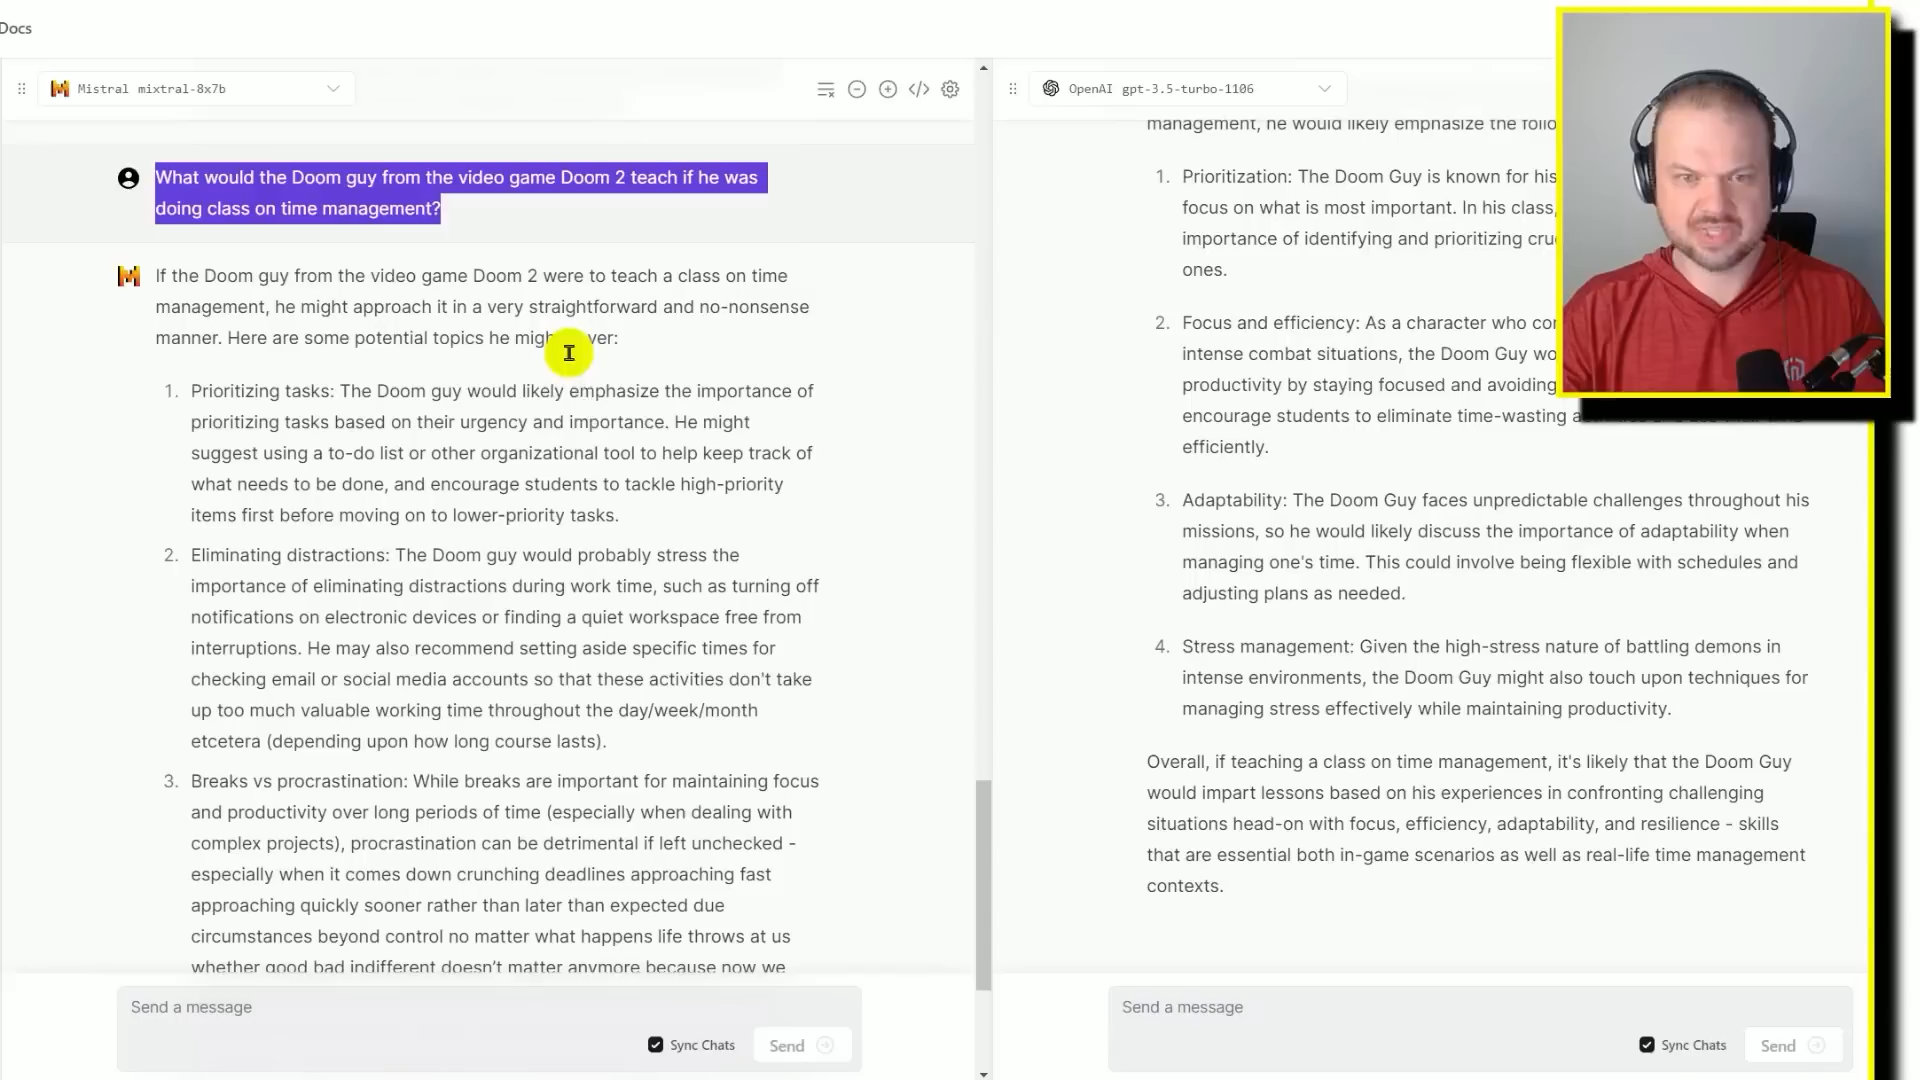 Docs
Mistral mixtral-8x7b
What would the Doom guy from the video game Doom 2 teach if he was
doing class on time management?
If the Doom guy from the video game Doom 2 were to teach a class on time
management, he might approach it in a very straightforward and no-nonsense
manner. Here are some potential topics he migh ver:
1. Prioritizing tasks: The Doom guy would likely emphasize the importance of
prioritizing tasks based on their urgency and importance. He might
suggest using a to-do list or other organizational tool to help keep track of
what needs to be done, and encourage students to tackle high-priority
items first before moving on to lower-priority tasks.
2. Eliminating distractions: The Doom guy would probably stress the
importance of eliminating distractions during work time, such as turning off
notifications on electronic devices or finding a quiet workspace free from
interruptions. He may also recommend setting aside specific times for
checking email or social media accounts so that these activities don't take
up too much valuable working time throughout the day/week/month
etcetera (depending upon how long course lasts).
3. Breaks vs procrastination: While breaks are important for maintaining focus
and productivity over long periods of time (especially when dealing with
complex projects), procrastination can be detrimental if left unchecked -
especially when it comes down crunching deadlines approaching fast
approaching quickly sooner rather than later than expected due
circumstances beyond control no matter what happens life throws at us
whether good bad indifferent doesn't matter anymore because now we
Send a message
Sync Chats
Send
OpenAI gpt-3.5-turbo-1106
management, he would likely emphasize the follo
1. Prioritization: The Doom Guy is known for his
focus on what is most important. In his class,
importance of identifying and prioritizing cru
ones.
2. Focus and efficiency: As a character who co
intense combat situations, the Doom Guy wo
productivity by staying focused and avoiding
encourage students to eliminate time-wasting
efficiently.
3. Adaptability: The Doom Guy faces unpredictable challenges throughout his
missions, so he would likely discuss the importance of adaptability when
managing one's time. This could involve being flexible with schedules and
adjusting plans as needed.
4. Stress management: Given the high-stress nature of battling demons in
intense environments, the Doom Guy might also touch upon techniques for
managing stress effectively while maintaining productivity.
Overall, if teaching a class on time management, it's likely that the Doom Guy
would impart lessons based on his experiences in confronting challenging
situations head-on with focus, efficiency, adaptability, and resilience - skills
that are essential both in-game scenarios as well as real-life time management
contexts.
Send a message
Sync Chats
Send